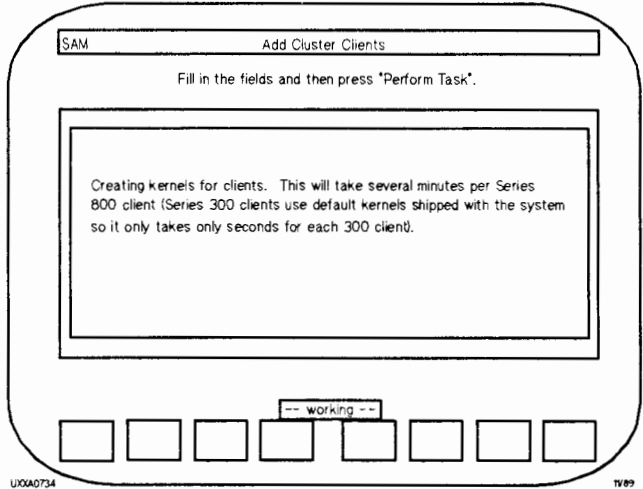 SAM Add Cluster Clients
Fill in the fields and then press "Perform Task".
Creating kernels for clients. This will take several minutes per Series
800 client (Series 300 clients use default kernels shipped with the system
so it only takes only seconds for each 300 client).
-- working --
UXXA0734 11/89